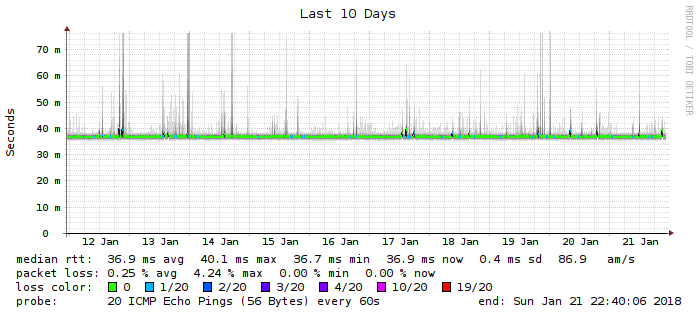 Last 10 Days
RRDTOOL / TOBI OETIKER
Seconds
70 m
60 m
50 m
40 m
30 m
20 m
10 m
0
12 Jan 13 Jan 14 Jan 15 Jan 16 Jan 17 Jan 18 Jan 19 Jan 20 Jan 21 Jan
median rtt: 36.9 ms avg 40.1 ms max 36.7 ms min 36.9 ms now 0.4 ms sd 86.9 am/s
packet loss: 0.25 % avg 4.24 % max 0.00 % min 0.00 % now
loss color: 0 1/20 2/20 3/20 4/20 10/20 19/20
probe: 20 ICMP Echo Pings (56 Bytes) every 60s end: Sun Jan 21 22:40:06 2018